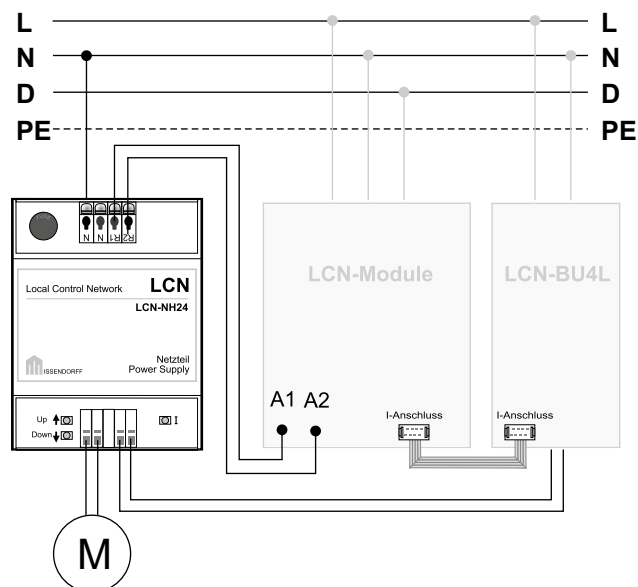 L L
N N
D D
PE PE
N N R1 R2
Local Control Network LCN
LCN-NH24
ISSENDORFF
Netzteil
Power Supply
Up
Down
I
M
LCN-Module
A1 A2
I-Anschluss
LCN-BU4L
I-Anschluss